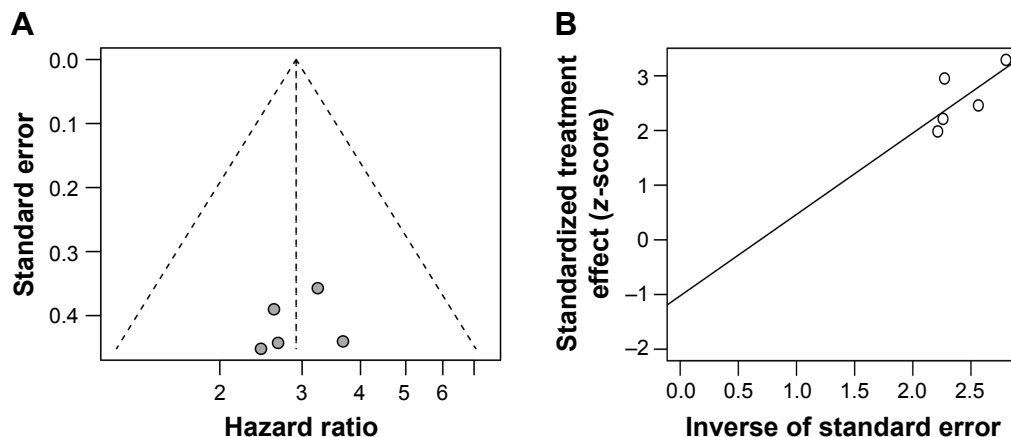 A
Standard error
0.0
0.1
0.2
0.3
0.4
2 3 4 5 6
Hazard ratio
B
Standardized treatment
effect (z-score)
3
2
1
0
–1
–2
0.0 0.5 1.0 1.5 2.0 2.5
Inverse of standard error